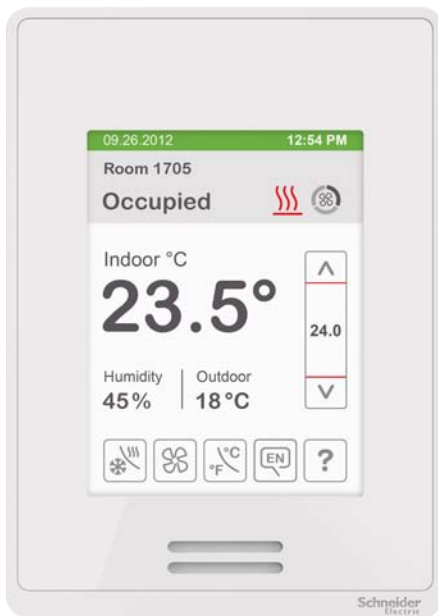 09.26.2012 12:54 PM
Room 1705
Occupied
Indoor °C
23.5°
24.0
Humidity Outdoor
45% 18°C
°F °C EN ?
Schneider
Electric